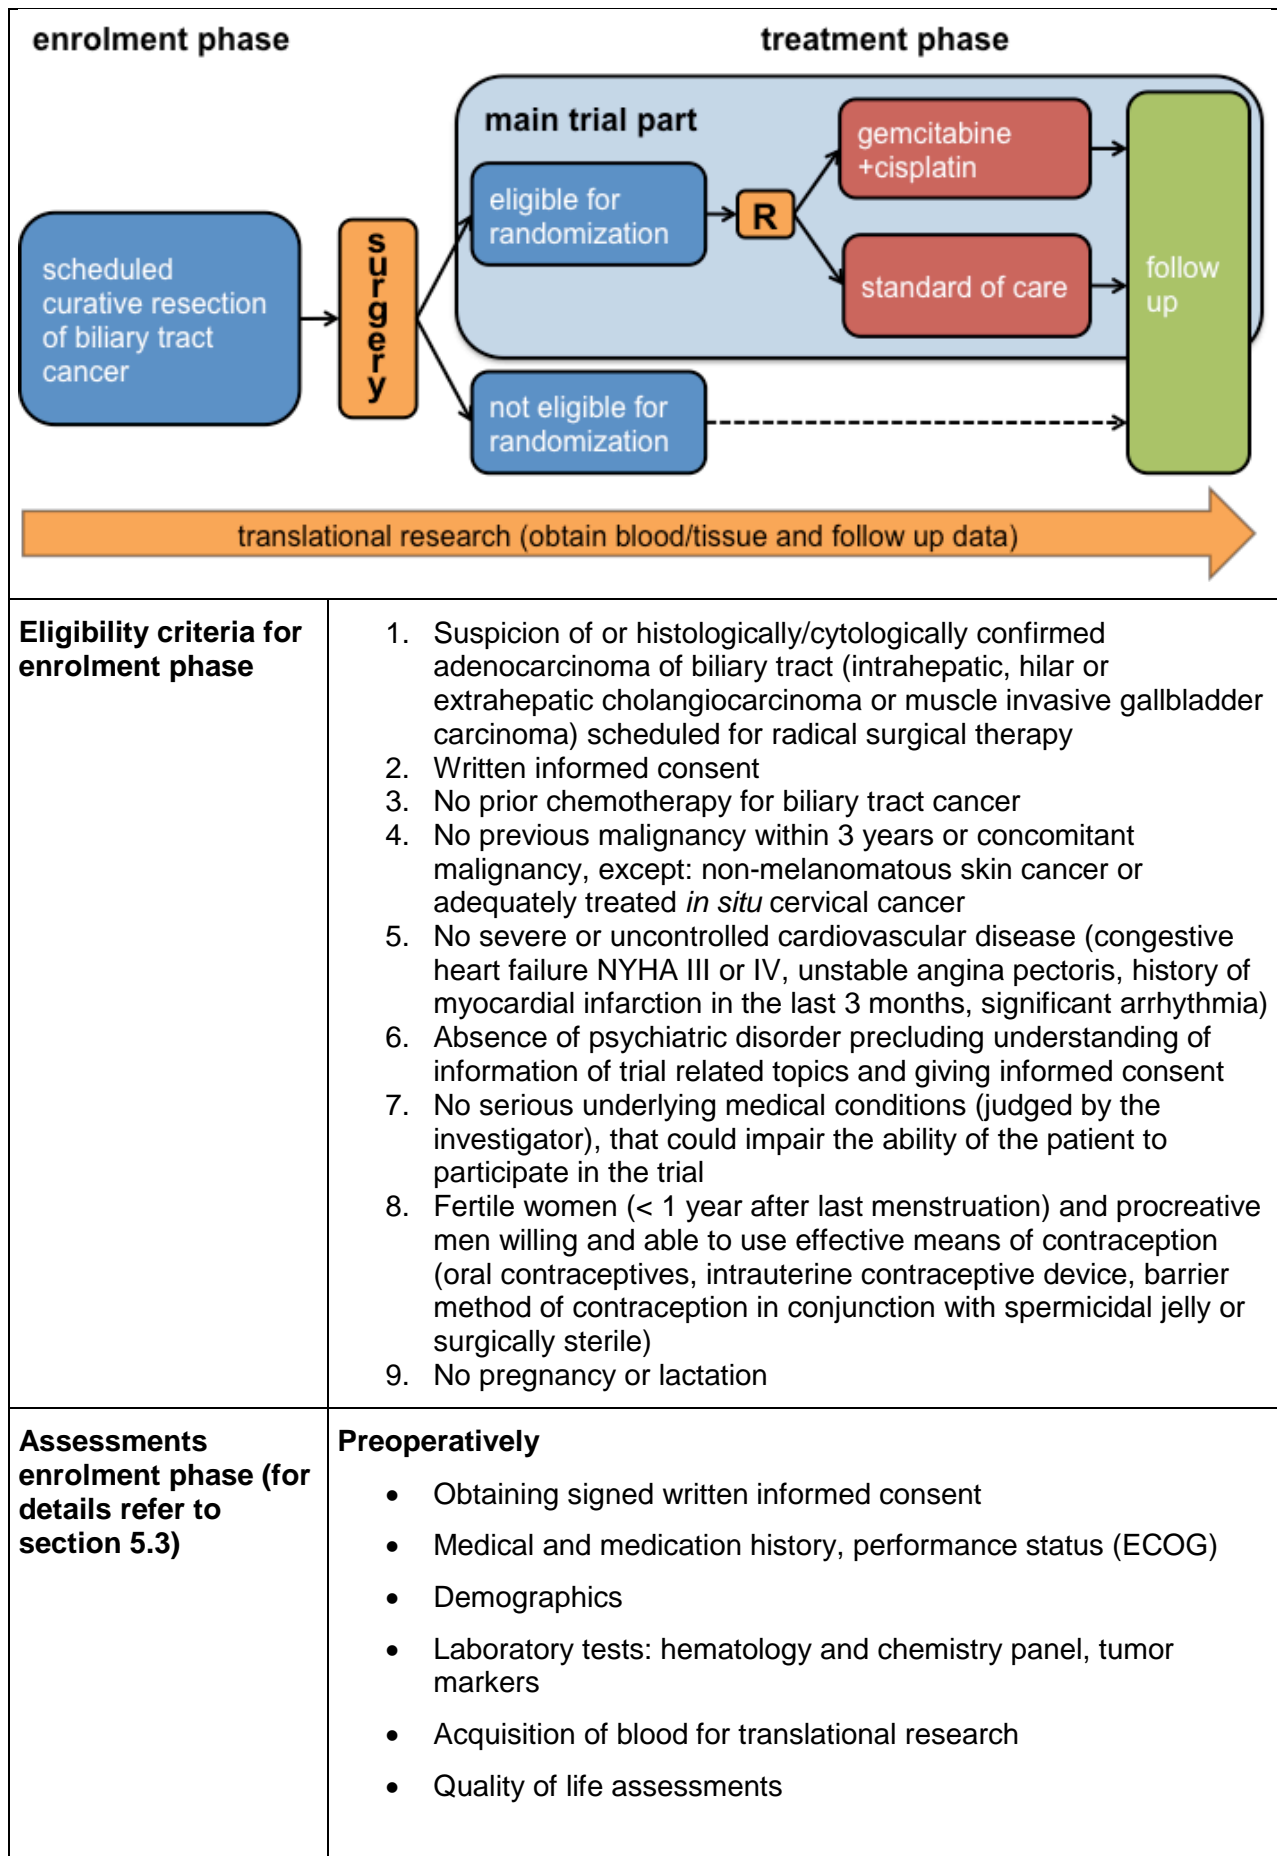 enrolment phase
treatment phase
main trial part
scheduled
curative resection
of biliary tract
cancer
surgery
eligible for
randomization
R
gemcitabine
+cisplatin
standard of care
not eligible for
randomization
follow
up
translational research (obtain blood/tissue and follow up data)
Eligibility criteria for
enrolment phase
1. Suspicion of or histologically/cytologically confirmed
adenocarcinoma of biliary tract (intrahepatic, hilar or
extrahepatic cholangiocarcinoma or muscle invasive gallbladder
carcinoma) scheduled for radical surgical therapy
2. Written informed consent
3. No prior chemotherapy for biliary tract cancer
4. No previous malignancy within 3 years or concomitant
malignancy, except: non-melanomatous skin cancer or
adequately treated in situ cervical cancer
5. No severe or uncontrolled cardiovascular disease (congestive
heart failure NYHA III or IV, unstable angina pectoris, history of
myocardial infarction in the last 3 months, significant arrhythmia)
6. Absence of psychiatric disorder precluding understanding of
information of trial related topics and giving informed consent
7. No serious underlying medical conditions (judged by the
investigator), that could impair the ability of the patient to
participate in the trial
8. Fertile women (< 1 year after last menstruation) and procreative
men willing and able to use effective means of contraception
(oral contraceptives, intrauterine contraceptive device, barrier
method of contraception in conjunction with spermicidal jelly or
surgically sterile)
9. No pregnancy or lactation
Assessments
enrolment phase (for
details refer to
section 5.3)
Preoperatively
• Obtaining signed written informed consent
• Medical and medication history, performance status (ECOG)
• Demographics
• Laboratory tests: hematology and chemistry panel, tumor
markers
• Acquisition of blood for translational research
• Quality of life assessments